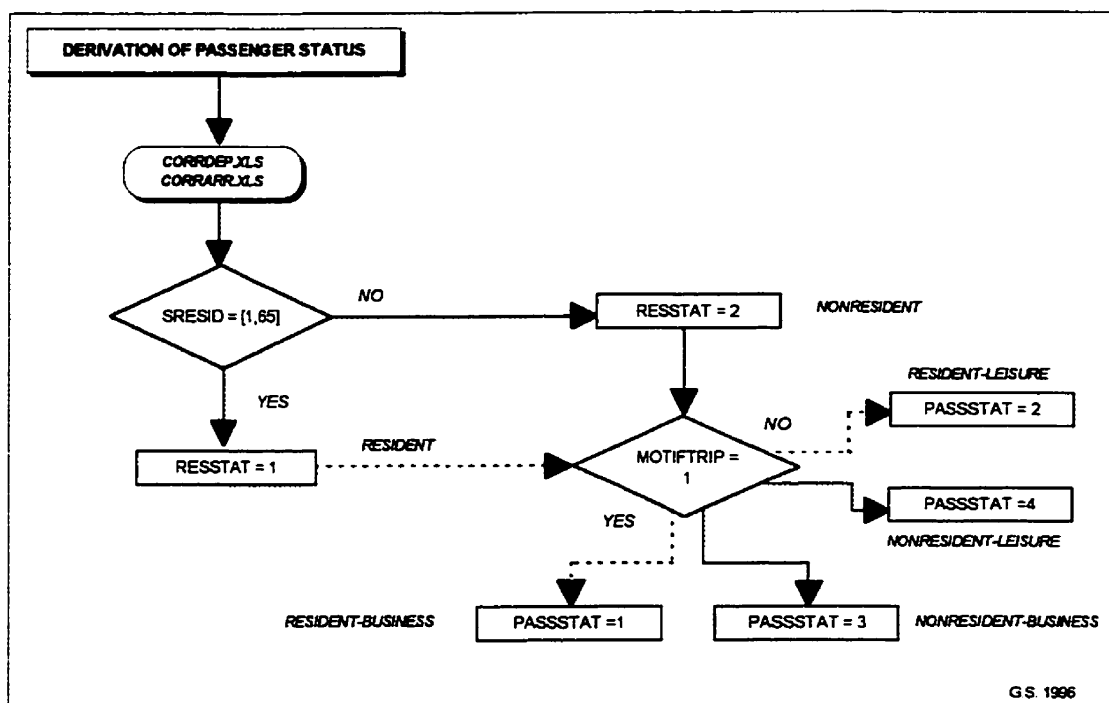 DERIVATION OF PASSENGER STATUS
CORRDEP.XLS
CORRARR.XLS
SRESID = [1,65]
NO
RESSTAT = 2
NONRESIDENT
YES
RESSTAT = 1
RESIDENT
MOTIFTRIP =
1
NO
RESIDENT-LEISURE
PASSSTAT = 2
PASSSTAT =4
NONRESIDENT-LEISURE
YES
RESIDENT-BUSINESS
PASSSTAT =1
PASSSTAT = 3
NONRESIDENT-BUSINESS
G.S. 1996